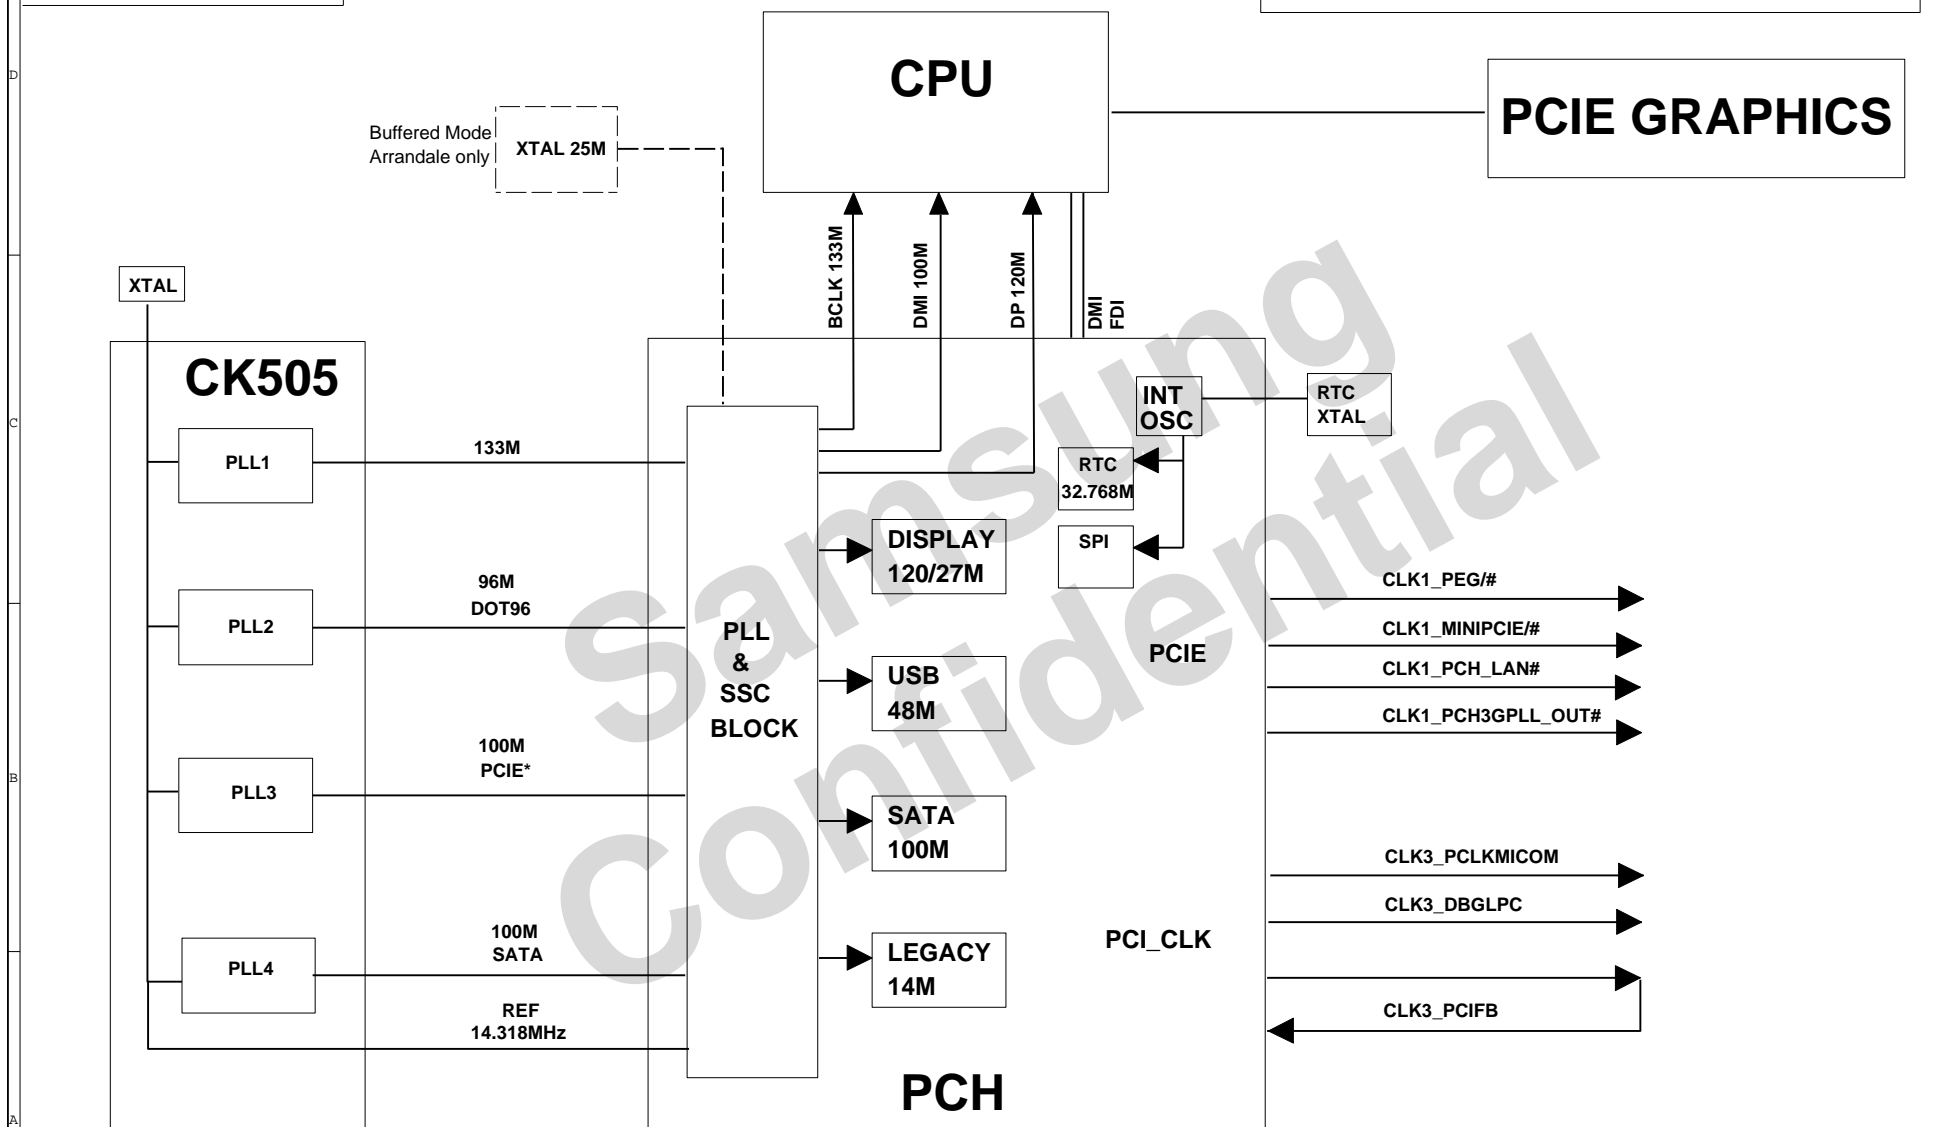 D
CPU
PCIE GRAPHICS
Buffered Mode
Arrandale only
XTAL 25M
BCLK 133M
DMI 100M
DP 120M
DMI
FDI
XTAL
CK505
C
INT
OSC
RTC
XTAL
PLL1
133M
RTC
32.768M
SPI
DISPLAY
120/27M
96M
DOT96
PLL2
PLL
&
SSC
BLOCK
USB
48M
PCIE
CLK1_PEG/#
CLK1_MINIPCIE/#
CLK1_PCH_LAN#
CLK1_PCH3GPLL_OUT#
B
100M
PCIE*
PLL3
SATA
100M
CLK3_PCLKMICOM
CLK3_DBGLPC
100M
SATA
PLL4
LEGACY
14M
PCI_CLK
REF
14.318MHz
CLK3_PCIFB
PCH
A
Samsung
Confidential